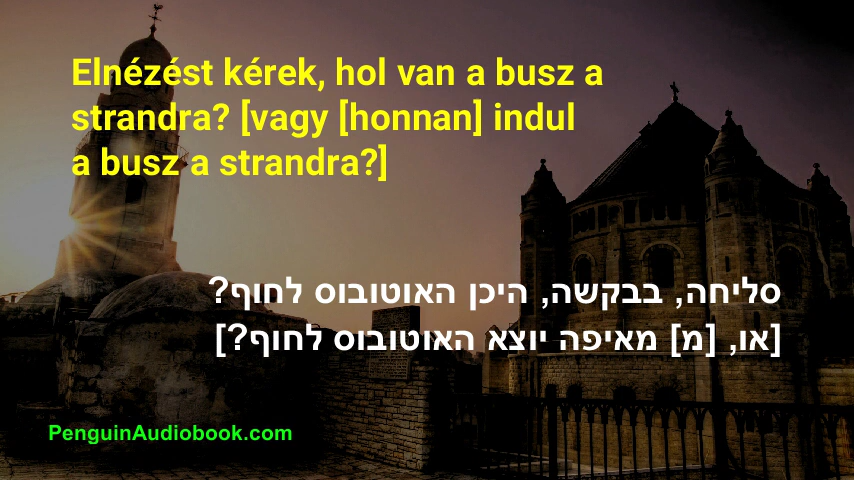 Elnézést kérek, hol van a busz a
strandra? [vagy [honnan] indul
a busz a strandra?]
סליחה, בבקשה, היכן האוטובוס לחוף?
[או, [מ] מאיפה יוצא האוטובוס לחוף?]
PenguinAudiobook.com